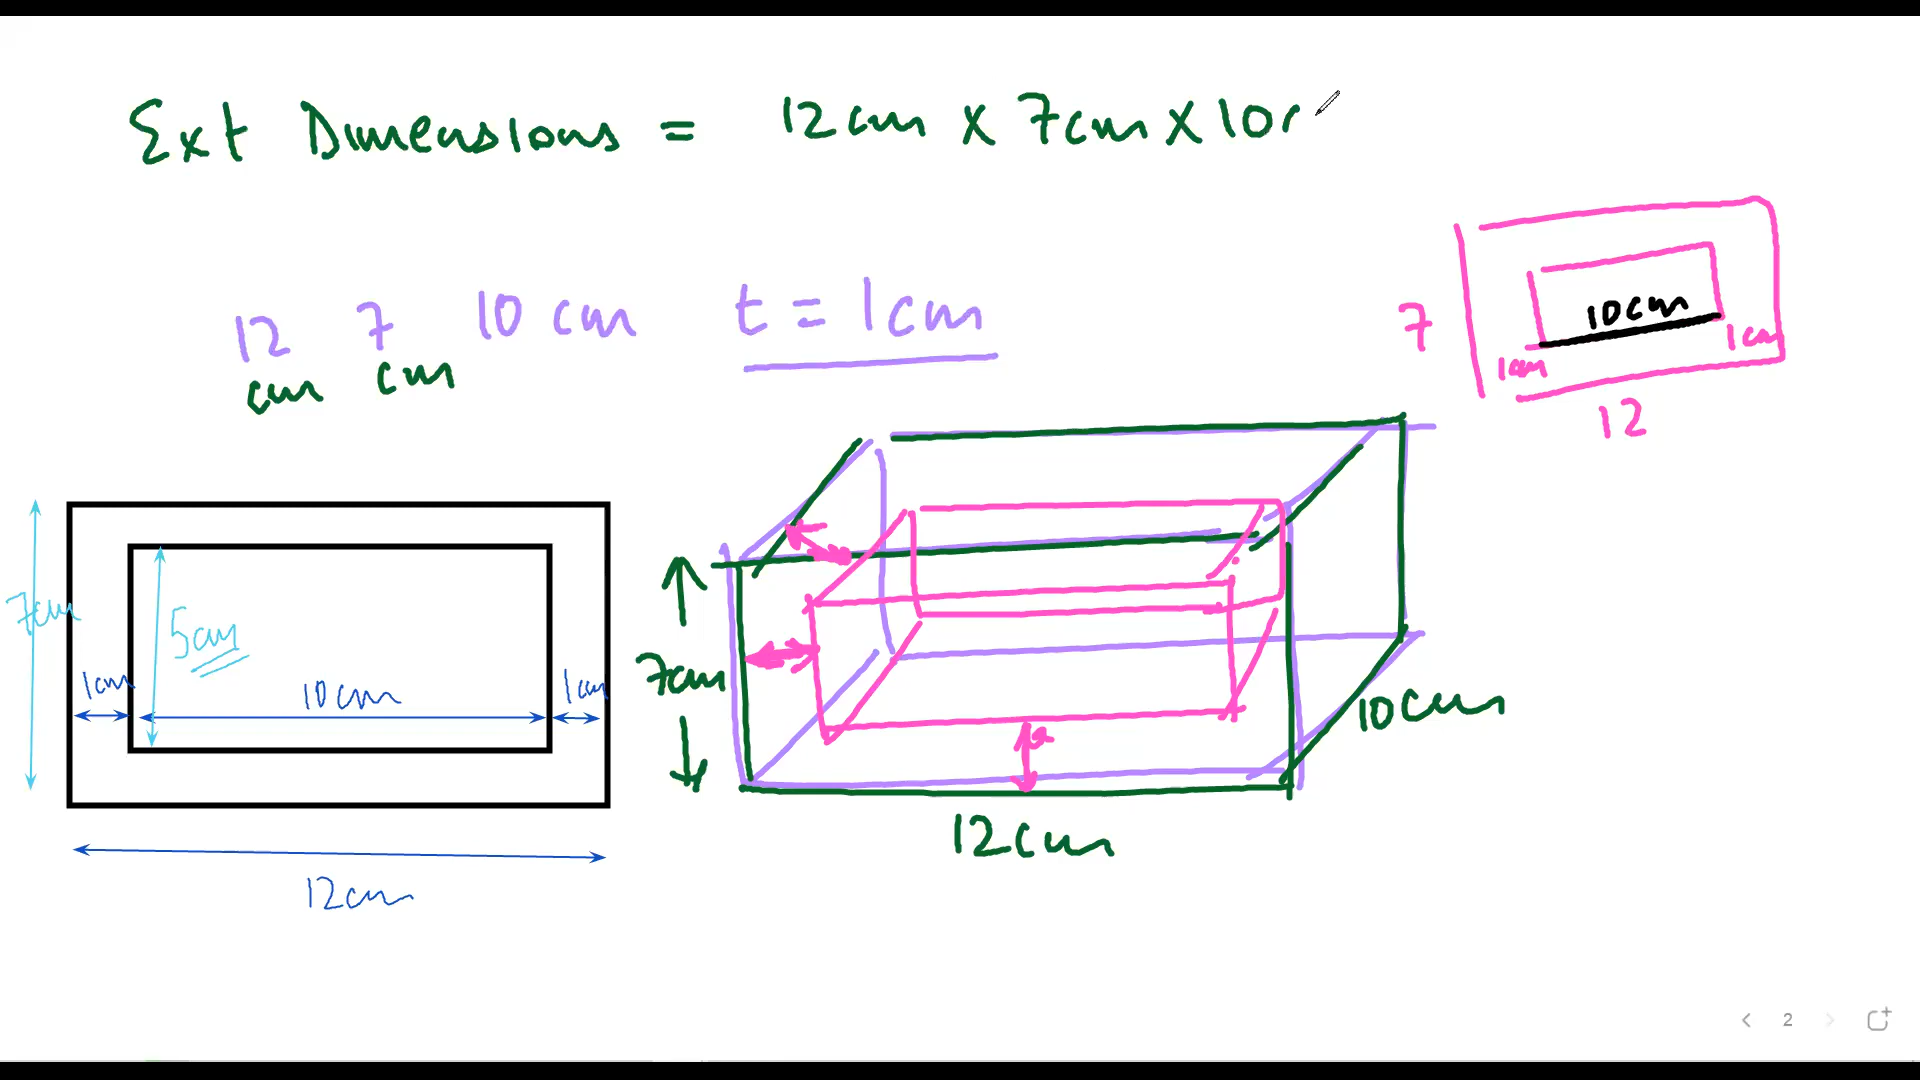 Ext Dimensions = 12cm x 7cm x 10c
12 7 10 cm t = 1cm
cm cm
10cm
7
1cm
1cm
12
7cm
5cm
1cm
10cm
1cm
12cm
7cm
10cm
12cm
2